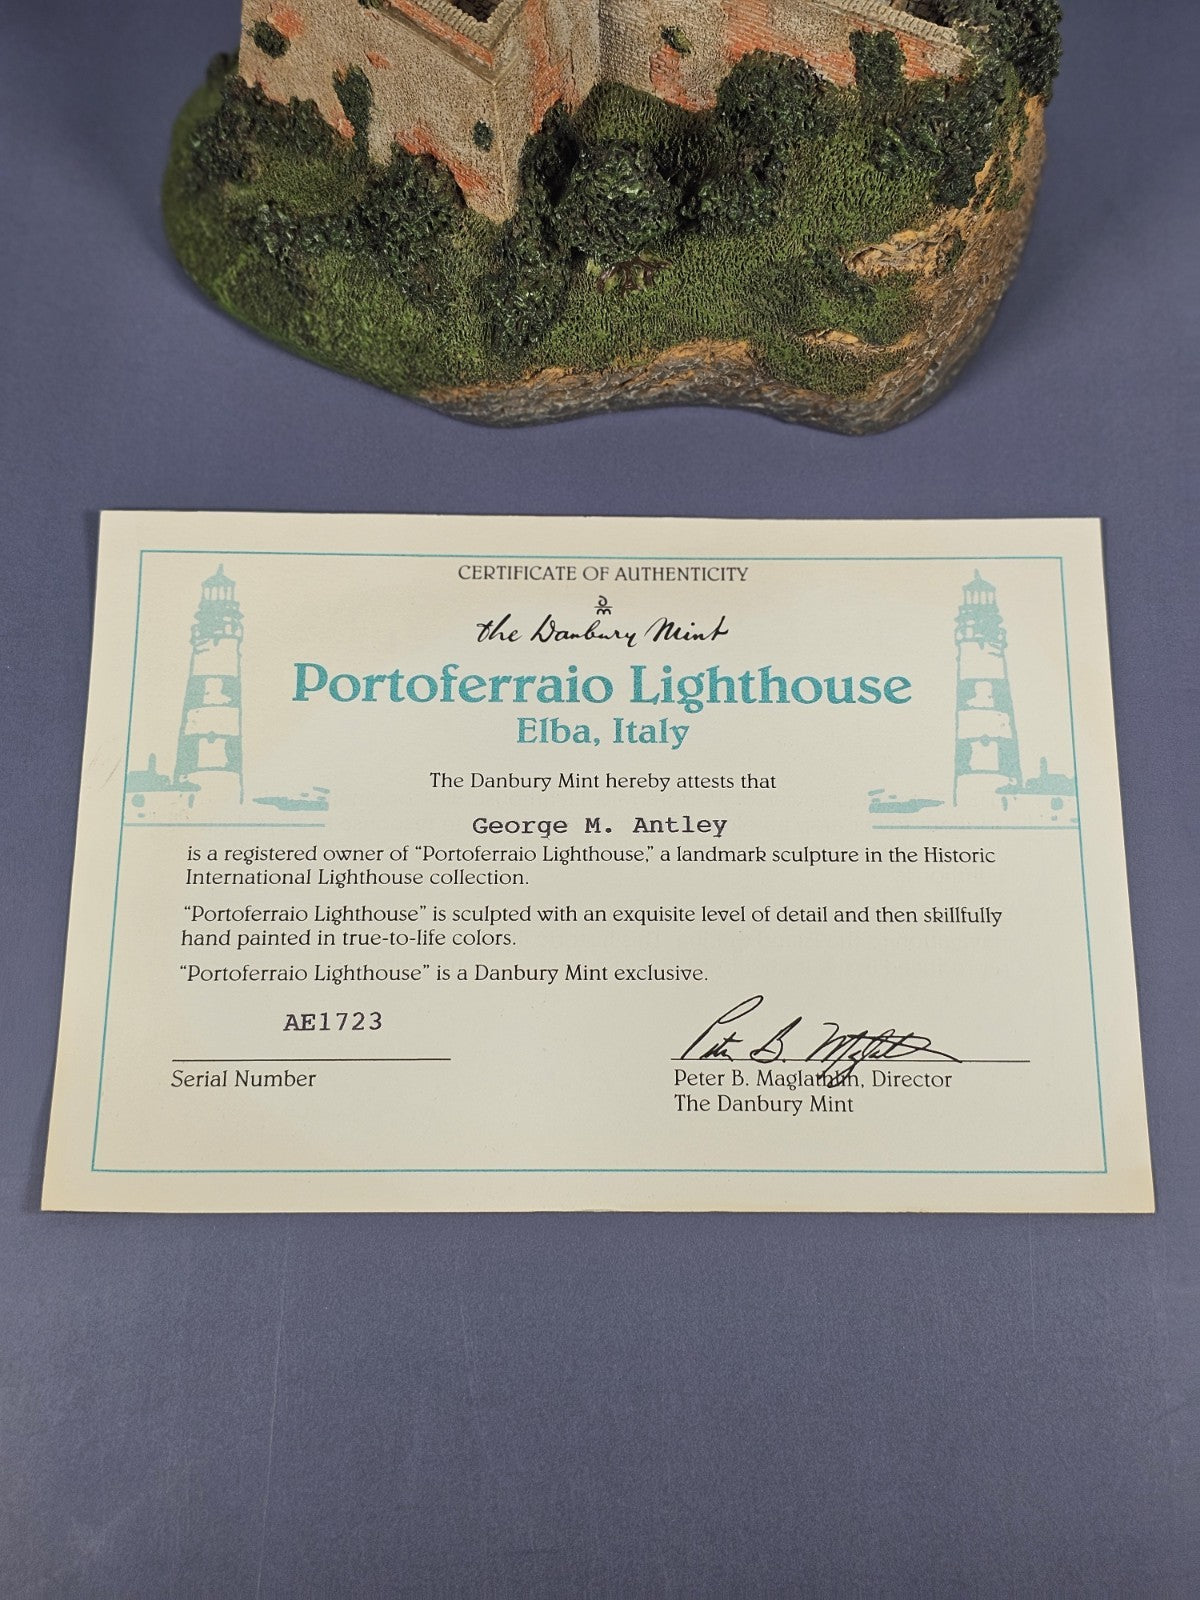 CERTIFICATE OF AUTHENTICITY
the Danbury Mint
Portoferraio Lighthouse
Elba, Italy
The Danbury Mint hereby attests that
George M. Antley
is a registered owner of “Portoferraio Lighthouse,” a landmark sculpture in the Historic
International Lighthouse collection.
“Portoferraio Lighthouse” is sculpted with an exquisite level of detail and then skillfully
hand painted in true-to-life colors.
“Portoferraio Lighthouse” is a Danbury Mint exclusive.
AE1723
Serial Number
Peter B. Maglathlin
Peter B. Maglathlin, Director
The Danbury Mint